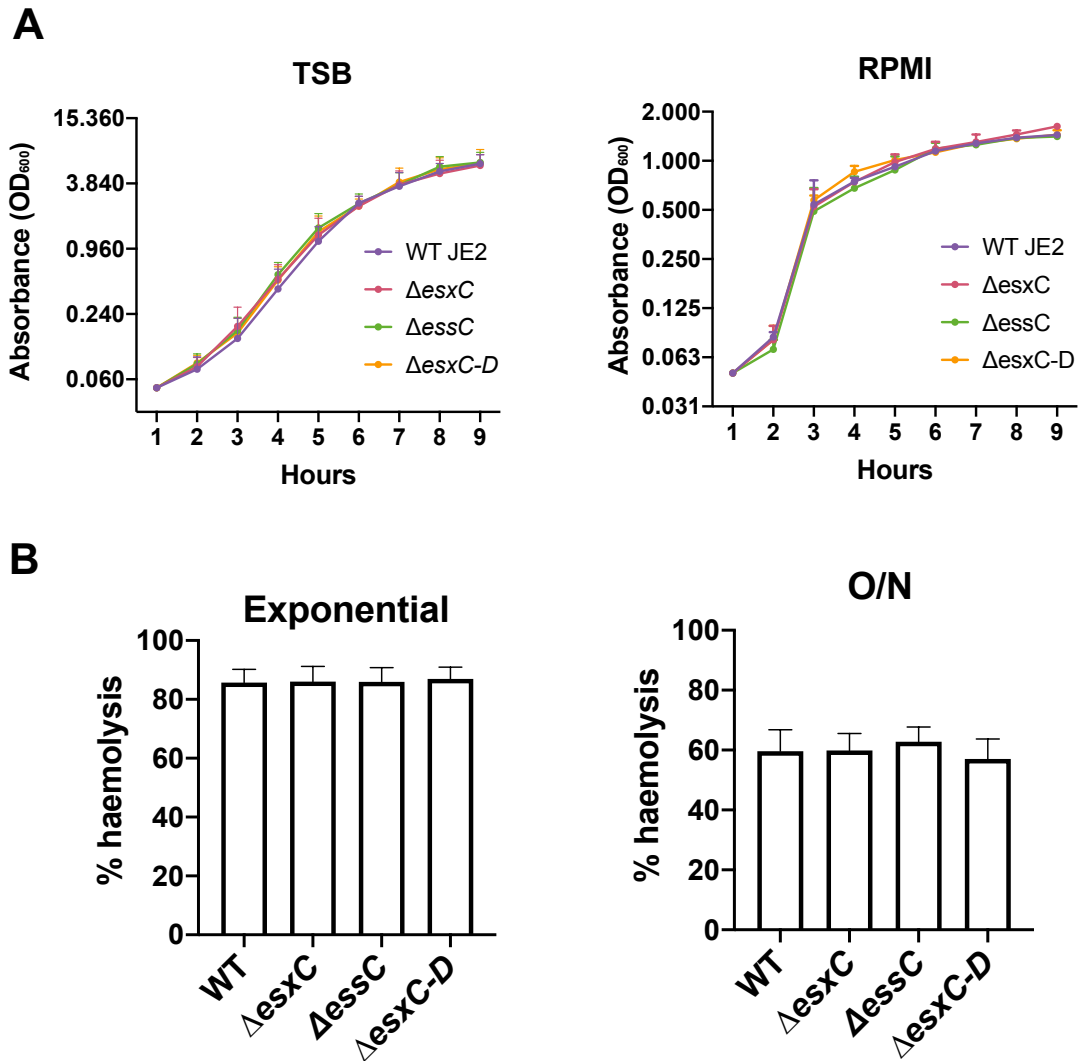 A
TSB
Absorbance (OD600)
15.360
3.840
0.960
0.240
0.060
WT JE2
ΔesxC
ΔessC
ΔesxC-D
1 2 3 4 5 6 7 8 9
Hours
RPMI
Absorbance (OD600)
2.000
1.000
0.500
0.250
0.125
0.063
0.031
WT JE2
ΔesxC
ΔessC
ΔesxC-D
1 2 3 4 5 6 7 8 9
Hours
B
Exponential
% haemolysis
100
80
60
40
20
0
WT
ΔesxC
ΔessC
ΔesxC-D
O/N
% haemolysis
100
80
60
40
20
0
WT
ΔesxC
ΔessC
ΔesxC-D